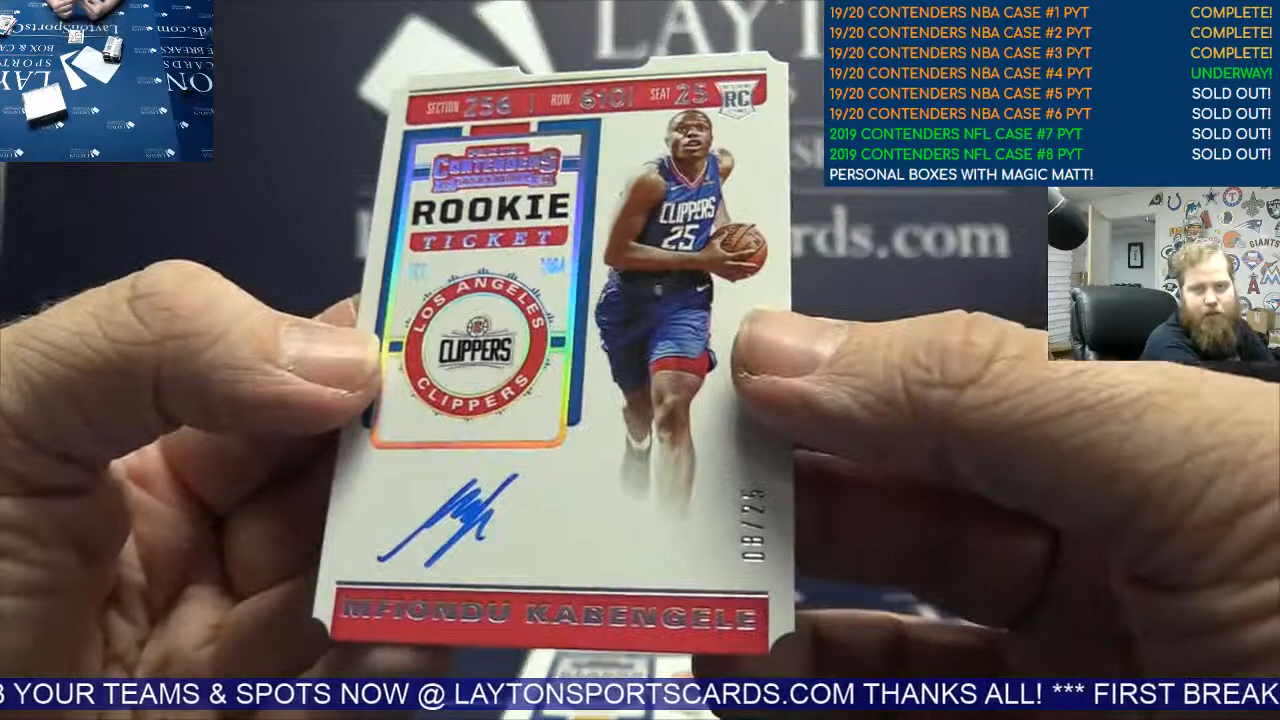 19/20 CONTENDERS NBA CASE #1 PYT COMPLETE!
19/20 CONTENDERS NBA CASE #2 PYT COMPLETE!
19/20 CONTENDERS NBA CASE #3 PYT COMPLETE!
19/20 CONTENDERS NBA CASE #4 PYT UNDERWAY!
19/20 CONTENDERS NBA CASE #5 PYT SOLD OUT!
19/20 CONTENDERS NBA CASE #6 PYT SOLD OUT!
2019 CONTENDERS NFL CASE #7 PYT SOLD OUT!
2019 CONTENDERS NFL CASE #8 PYT SOLD OUT!
PERSONAL BOXES WITH MAGIC MATT!
LAYT
rds.com
SECTION 256 | ROW 6101 SEAT 25
RC
CONTENDERS
ROOKIE
TICKET
LOS ANGELES
CLIPPERS
CLIPPERS
CLIPPERS
25
08/25
MFIONDU KABENGELE
GIANTS
B YOUR TEAMS & SPOTS NOW @ LAYTONSPORTSCARDS.COM THANKS ALL! *** FIRST BREAK